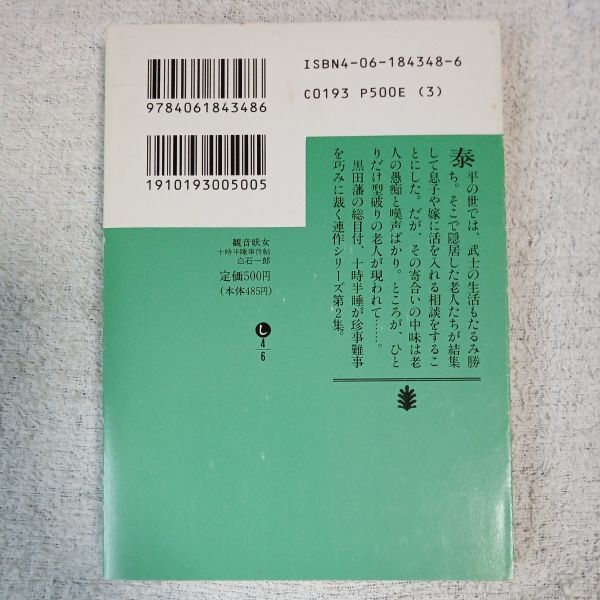 ISBN4-06-184348-6
C0193 P500E (3)
9784061843486
1910193005005
泰平の世では、武士の生活もたるみ勝
ち。そこで隠居した老人たちが結集
して息子や嫁に活を入れる相談をするこ
とにした。だが、その寄合いの中味は老
人の愚痴と嘆声ばかり。ところが、ひと
りだけ型破りの老人が現われて……。
黒田藩の総目付、十時半睡が珍事難事
を巧みに裁く連作シリーズ第2集。
観音妖女
十時半睡事件帖
白石一郎
定価500円
(本体485円)
し
4
6